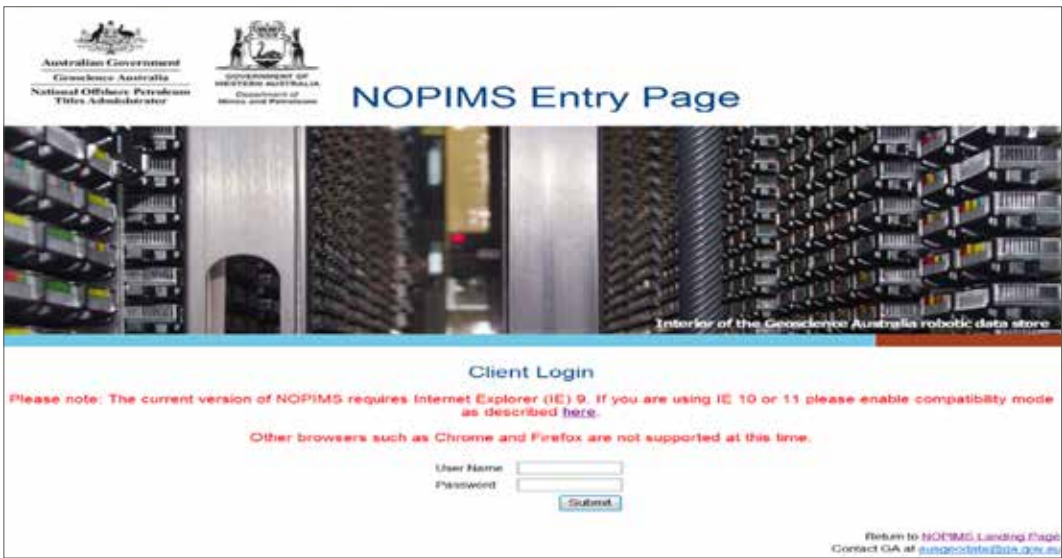 Australian Government
Geoscience Australia
National Offshore Petroleum
Titles Administrator
GOVERNMENT OF
WESTERN AUSTRALIA
Department of
Mines and Petroleum
NOPIMS Entry Page
Interior of the Geoscience Australia robotic data store
Client Login
Please note: The current version of NOPIMS requires Internet Explorer (IE) 9. If you are using IE 10 or 11 please enable compatibility mode
as described here.
Other browsers such as Chrome and Firefox are not supported at this time.
User Name
Password
Submit
Return to NOPIMS Landing Page
Contact GA at ausgeodata@ga.gov.au